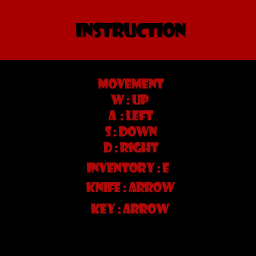 INSTRUCTION
MOVEMENT
W : UP
A : LEFT
S : DOWN
D : RIGHT
INVENTORY : E
KNIFE : ARROW
KEY : ARROW